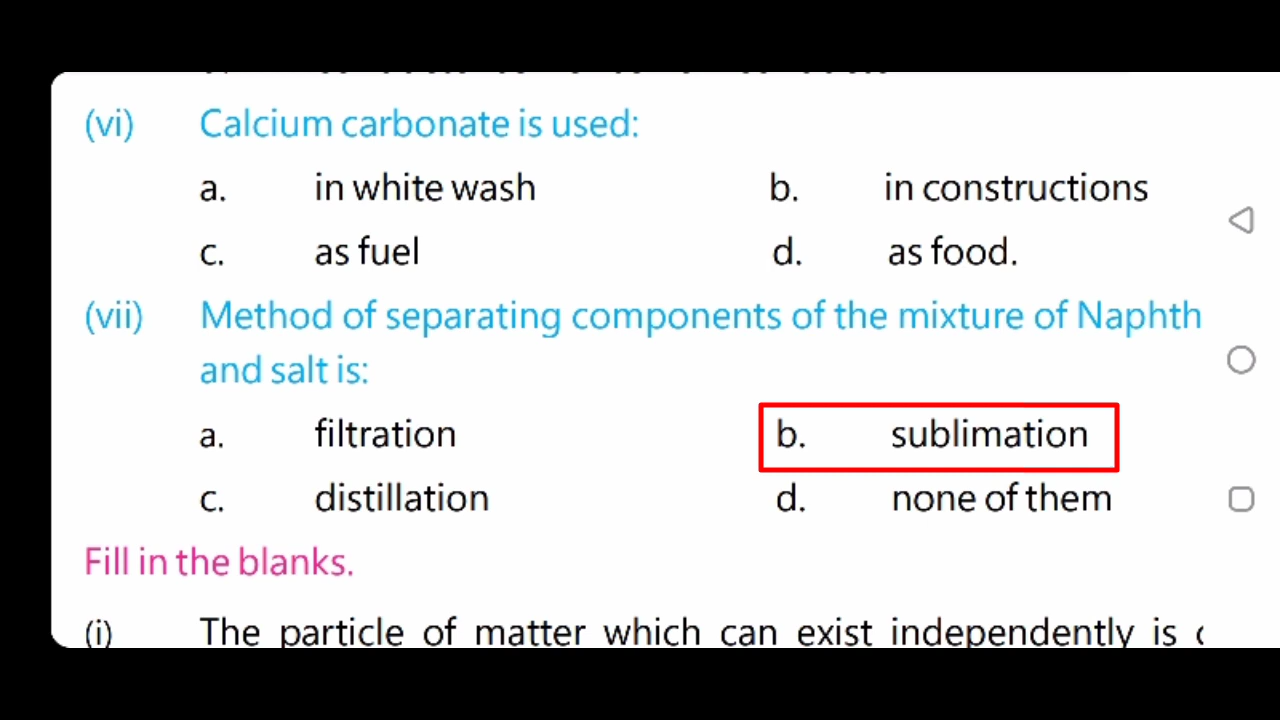 (vi) Calcium carbonate is used:
a. in white wash b. in constructions
c. as fuel d. as food.
(vii) Method of separating components of the mixture of Naphth
and salt is:
a. filtration b. sublimation
c. distillation d. none of them
Fill in the blanks.
(i) The particle of matter which can exist independently is